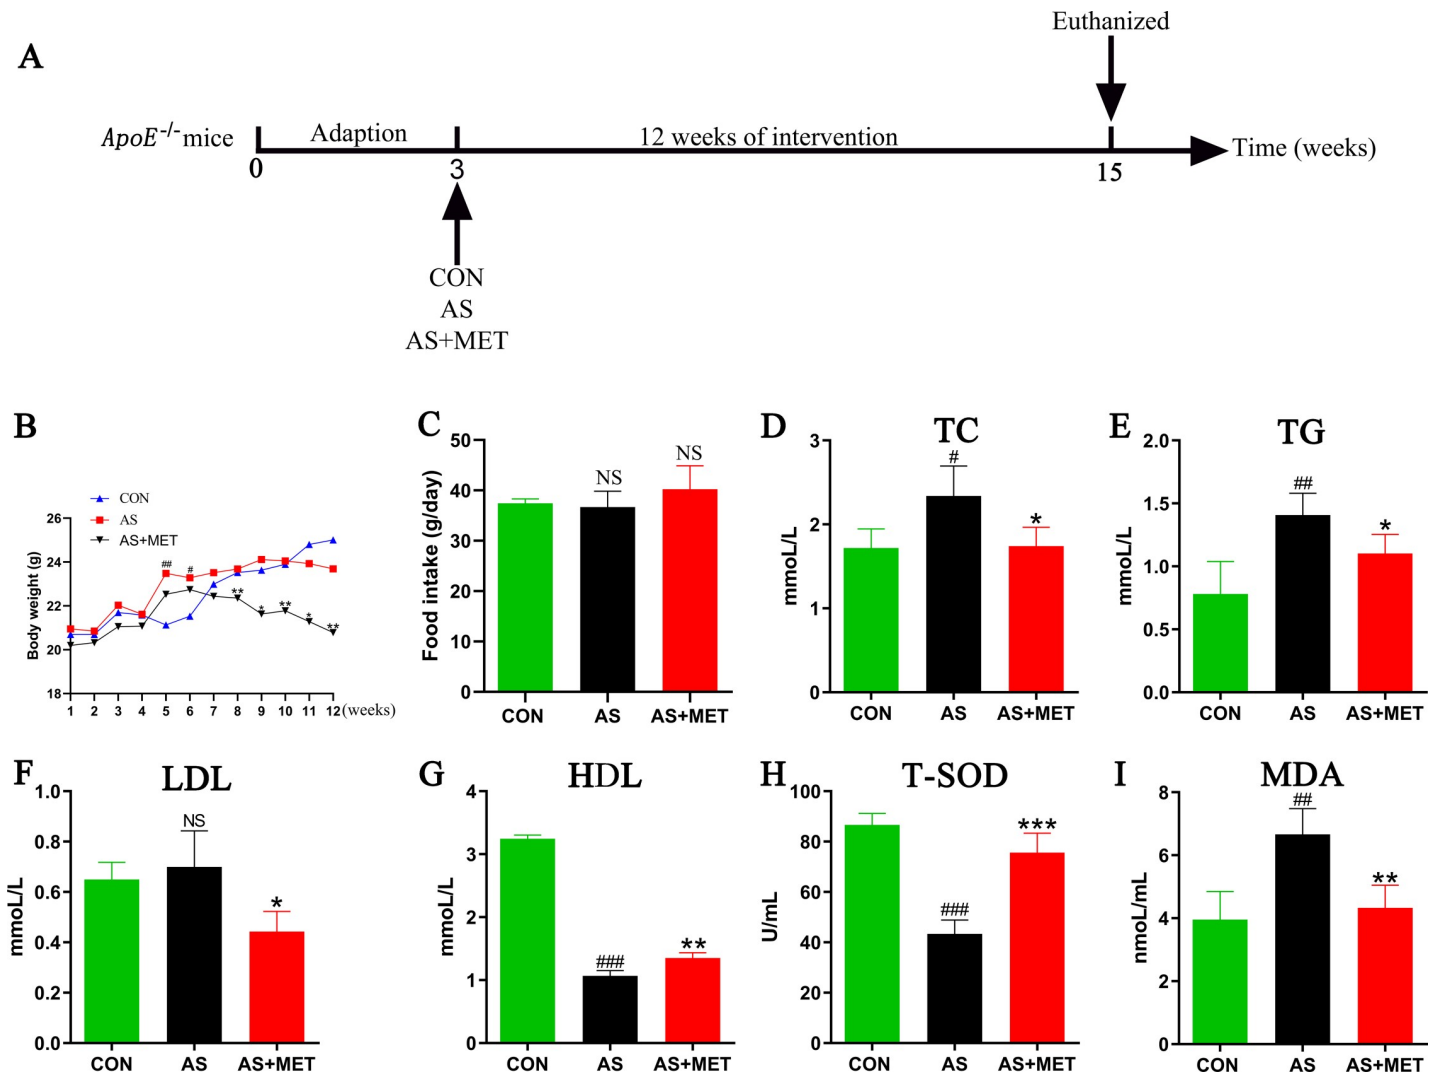 A
Euthanized
ApoE-/-mice
Adaption
12 weeks of intervention
Time (weeks)
0
3
15
CON
AS
AS+MET
B
CON
AS
AS+MET
Body weight (g)
26
24
22
20
18
## # ** * ** * **
1 2 3 4 5 6 7 8 9 10 11 12 (weeks)
C
Food intake (g/day)
50
40
30
20
10
0
NS NS
CON AS AS+MET
D
TC
mmoL/L
3
2
1
0
# *
CON AS AS+MET
E
TG
mmoL/L
2.0
1.5
1.0
0.5
0.0
## *
CON AS AS+MET
F
LDL
mmoL/L
1.0
0.8
0.6
0.4
0.2
0.0
NS *
CON AS AS+MET
G
HDL
mmoL/L
4
3
2
1
0
### **
CON AS AS+MET
H
T-SOD
U/mL
100
80
60
40
20
0
### ***
CON AS AS+MET
I
MDA
nmoL/mL
8
6
4
2
0
## **
CON AS AS+MET